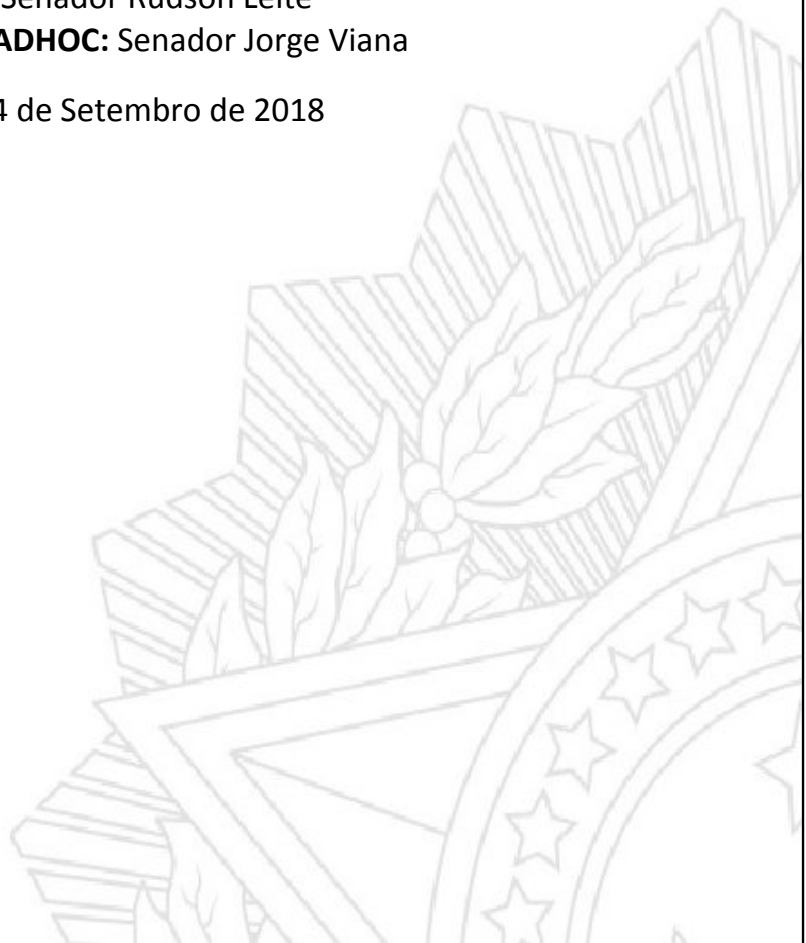 Senador Rudson Leite
ADHOC: Senador Jorge Viana
4 de Setembro de 2018